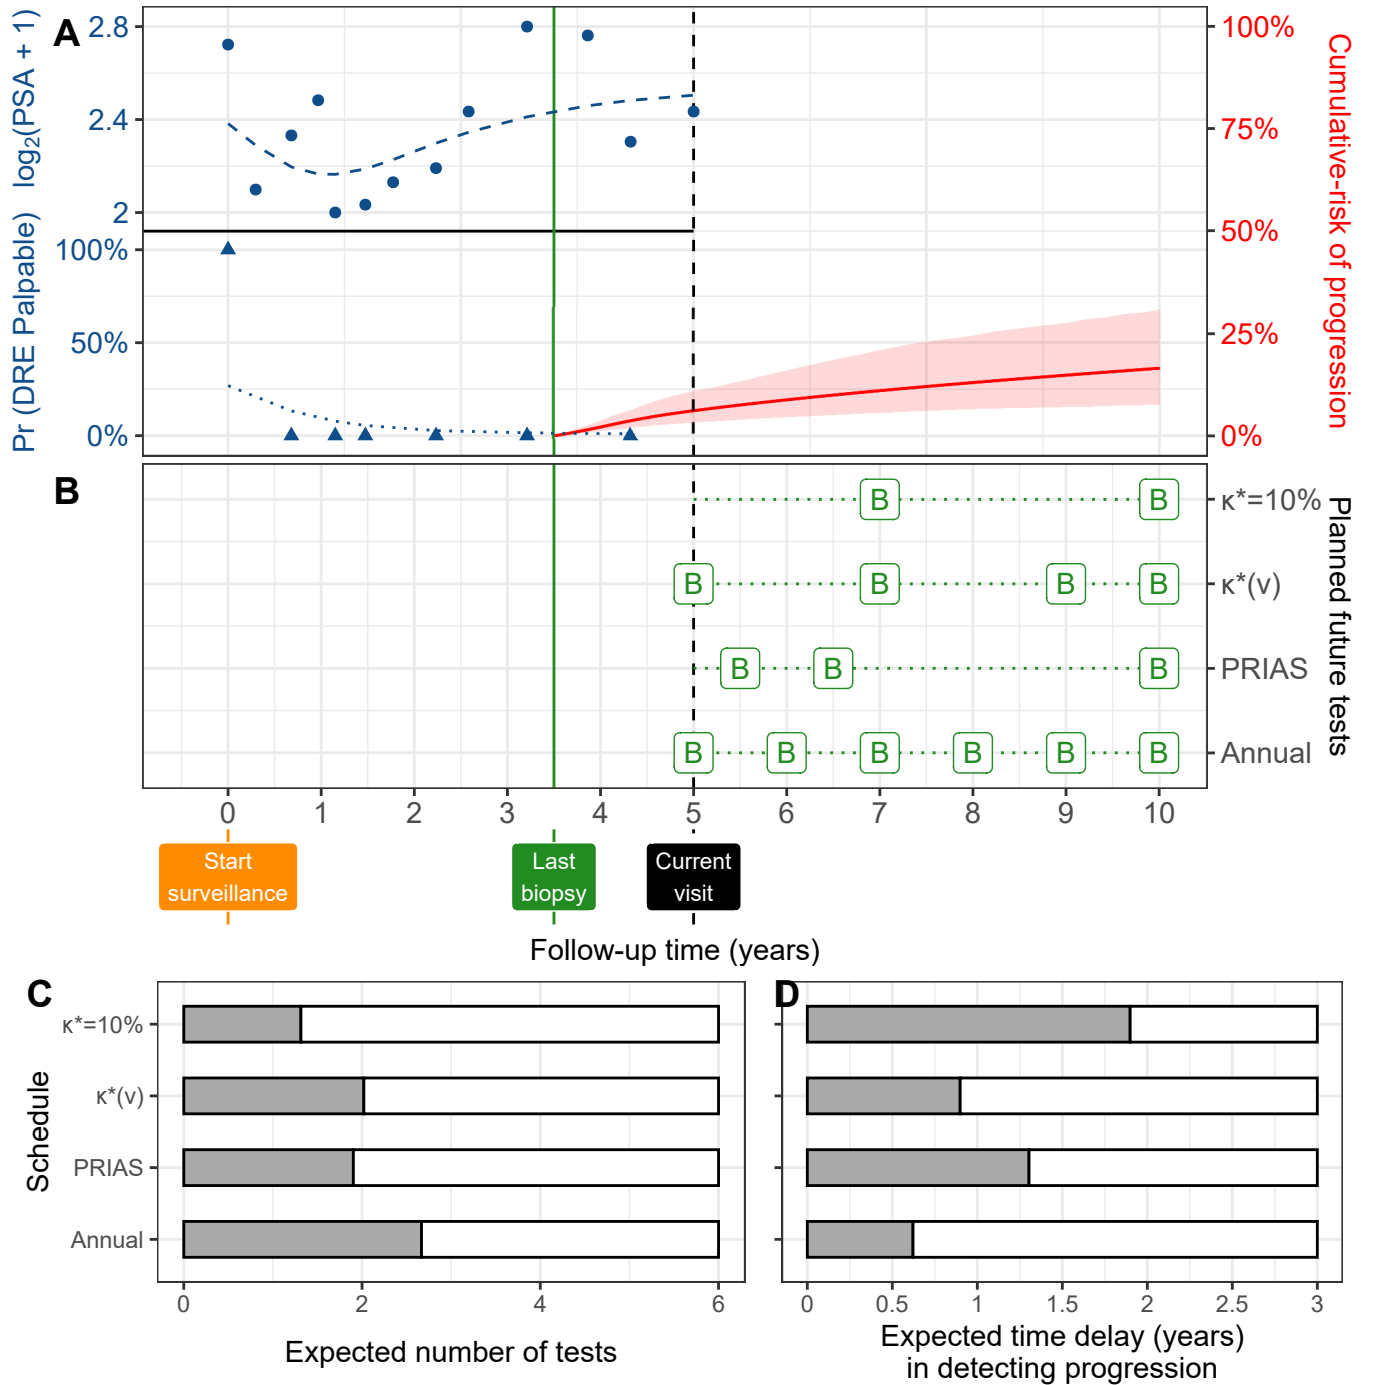 A
log₂(PSA + 1)
2.8
2.4
2
Pr (DRE Palpable)
100%
50%
0%
100%
75%
50%
25%
0%
Cumulative-risk of progression
B
B B κ*=10%
B B B B κ*(v)
B B B PRIAS
B B B B B B Annual
Planned future tests
0 1 2 3 4 5 6 7 8 9 10
Start
surveillance
Last
biopsy
Current
visit
Follow-up time (years)
C
Schedule
κ*=10%
κ*(v)
PRIAS
Annual
0 2 4 6
Expected number of tests
D
0 0.5 1 1.5 2 2.5 3
Expected time delay (years)
in detecting progression